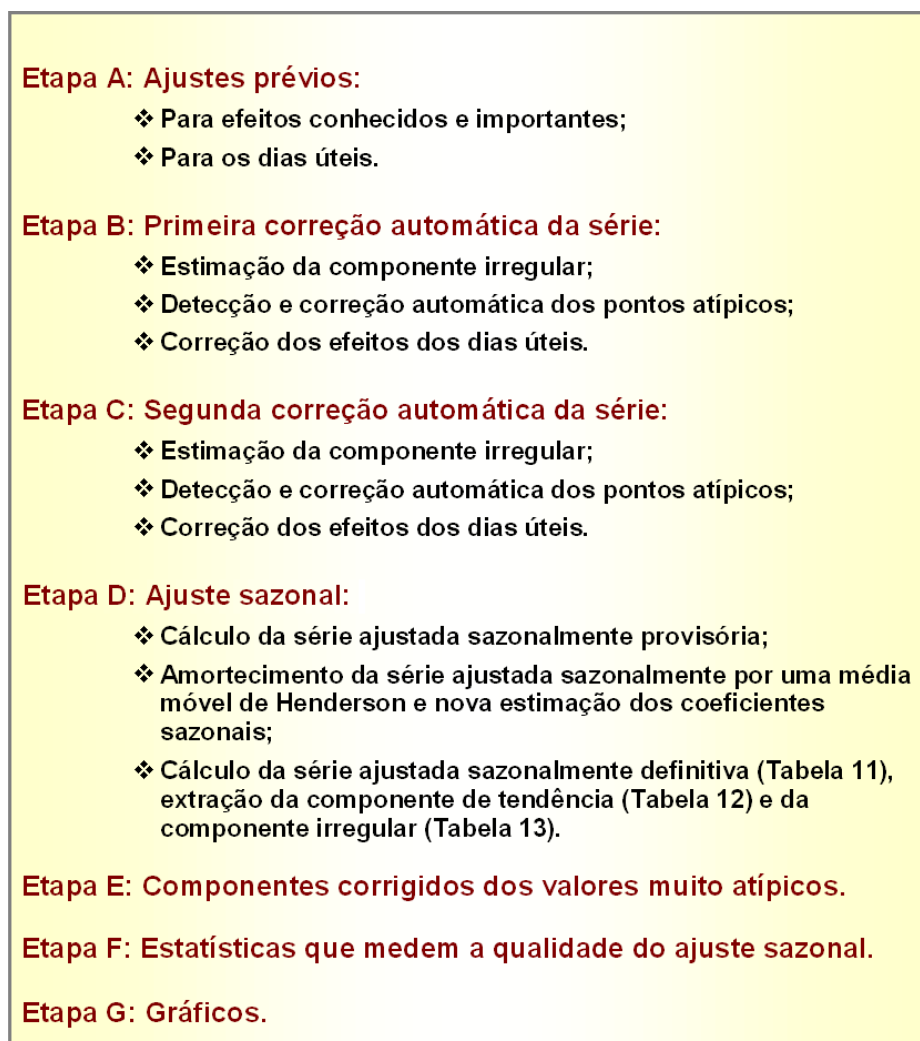 Etapa A: Ajustes prévios:
❖ Para efeitos conhecidos e importantes;
❖ Para os dias úteis.
Etapa B: Primeira correção automática da série:
❖ Estimação da componente irregular;
❖ Detecção e correção automática dos pontos atípicos;
❖ Correção dos efeitos dos dias úteis.
Etapa C: Segunda correção automática da série:
❖ Estimação da componente irregular;
❖ Detecção e correção automática dos pontos atípicos;
❖ Correção dos efeitos dos dias úteis.
Etapa D: Ajuste sazonal:
❖ Cálculo da série ajustada sazonalmente provisória;
❖ Amortecimento da série ajustada sazonalmente por uma média
móvel de Henderson e nova estimação dos coeficientes
sazonais;
❖ Cálculo da série ajustada sazonalmente definitiva (Tabela 11),
extração da componente de tendência (Tabela 12) e da
componente irregular (Tabela 13).
Etapa E: Componentes corrigidos dos valores muito atípicos.
Etapa F: Estatísticas que medem a qualidade do ajuste sazonal.
Etapa G: Gráficos.